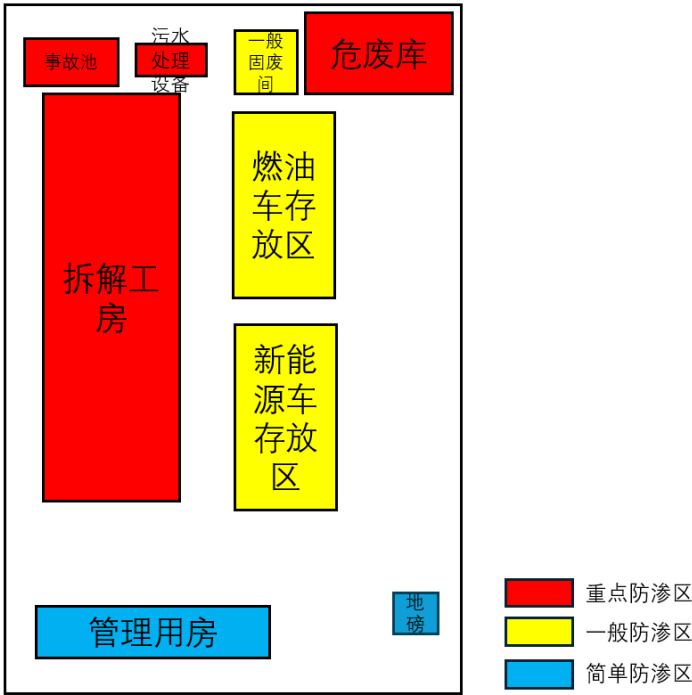 事故池
污水
处理
设备
一般
固废
间
危废库
燃油
车存
放区
拆解工
房
新能
源车
存放
区
管理用房
地
磅
重点防渗区
一般防渗区
简单防渗区